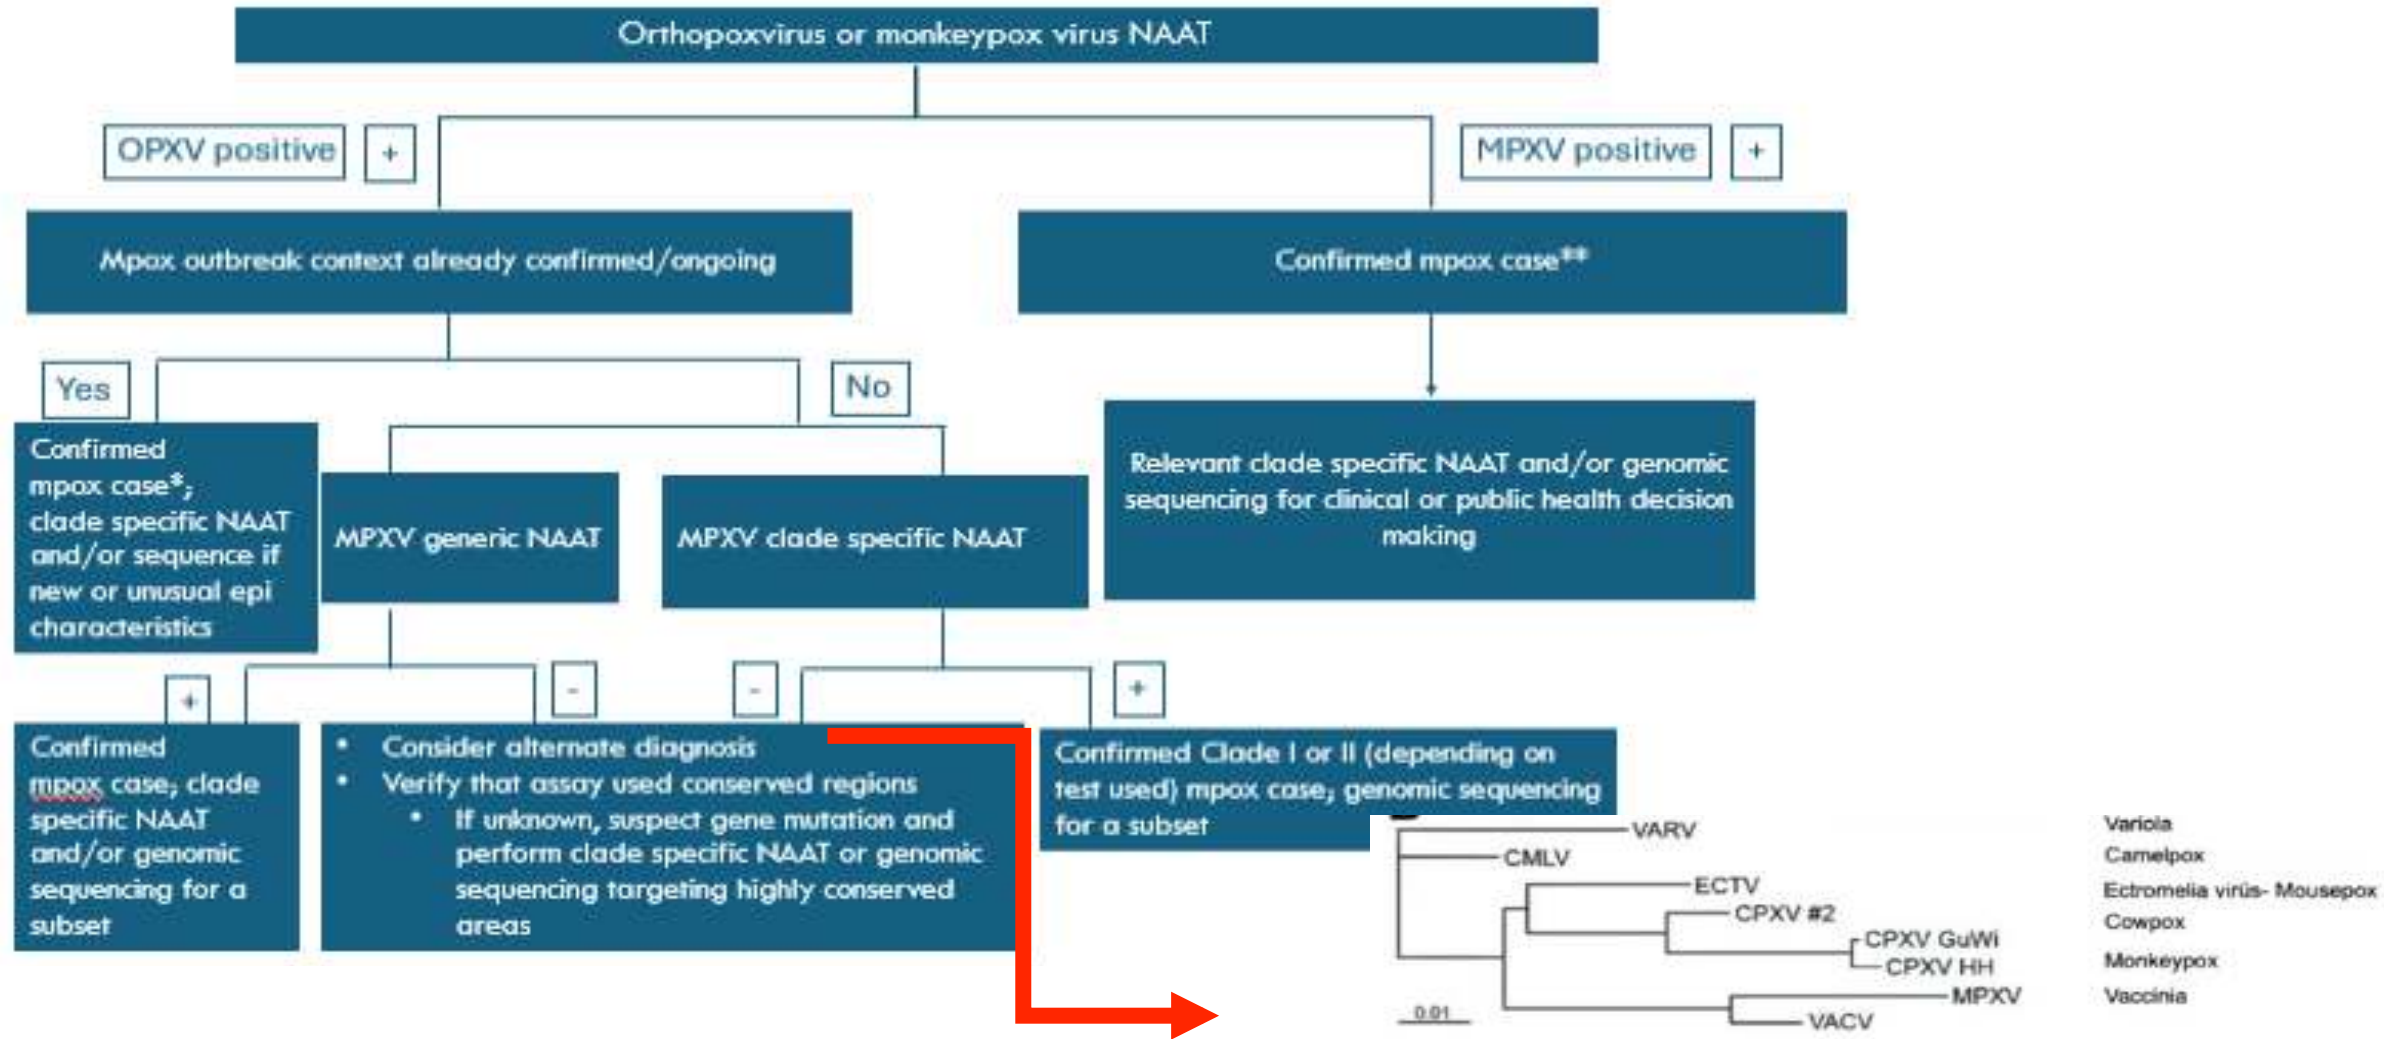 Orthopoxvirus or monkeypox virus NAAT
OPXV positive
+
MPXV positive
+
Mpox outbreak context already confirmed/ongoing
Confirmed mpox case**
Yes
No
Confirmed
mpox case*;
clade specific NAAT
and/or sequence if
new or unusual epi
characteristics
MPXV generic NAAT
MPXV clade specific NAAT
Relevant clade specific NAAT and/or genomic
sequencing for clinical or public health decision
making
+
-
-
+
Confirmed
mpox case; clade
specific NAAT
and/or genomic
sequencing for a
subset
• Consider alternate diagnosis
• Verify that assay used conserved regions
• If unknown, suspect gene mutation and
perform clade specific NAAT or genomic
sequencing targeting highly conserved
areas
Confirmed Clade I or II (depending on
test used) mpox case, genomic sequencing
for a subset
VARV
CMLV
ECTV
CPXV #2
CPXV GuWi
CPXV HH
MPXV
VACV
0.01
Variola
Camelpox
Ectromelia virüs- Mousepox
Cowpox
Monkeypox
Vaccinia